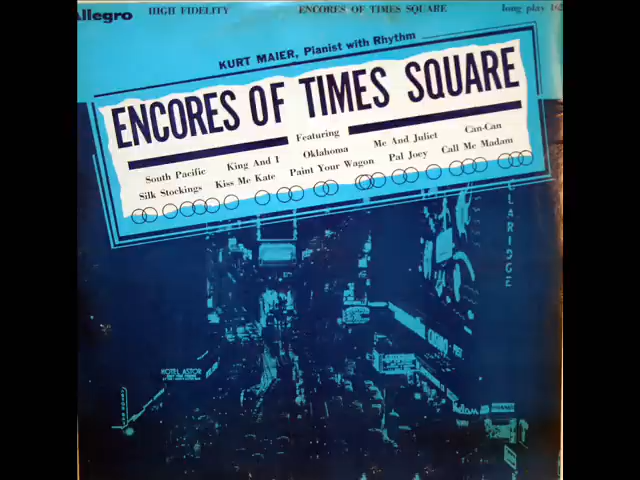 Allegro HIGH FIDELITY ENCORES OF TIMES SQUARE long play
KURT MAIER, Pianist with Rhythm
ENCORES OF TIMES SQUARE
Featuring
South Pacific King And I Oklahoma Me And Juliet Can-Can
Silk Stockings Kiss Me Kate Paint Your Wagon Pal Joey Call Me Madam
CLARIDGE
HOTEL ASTOR